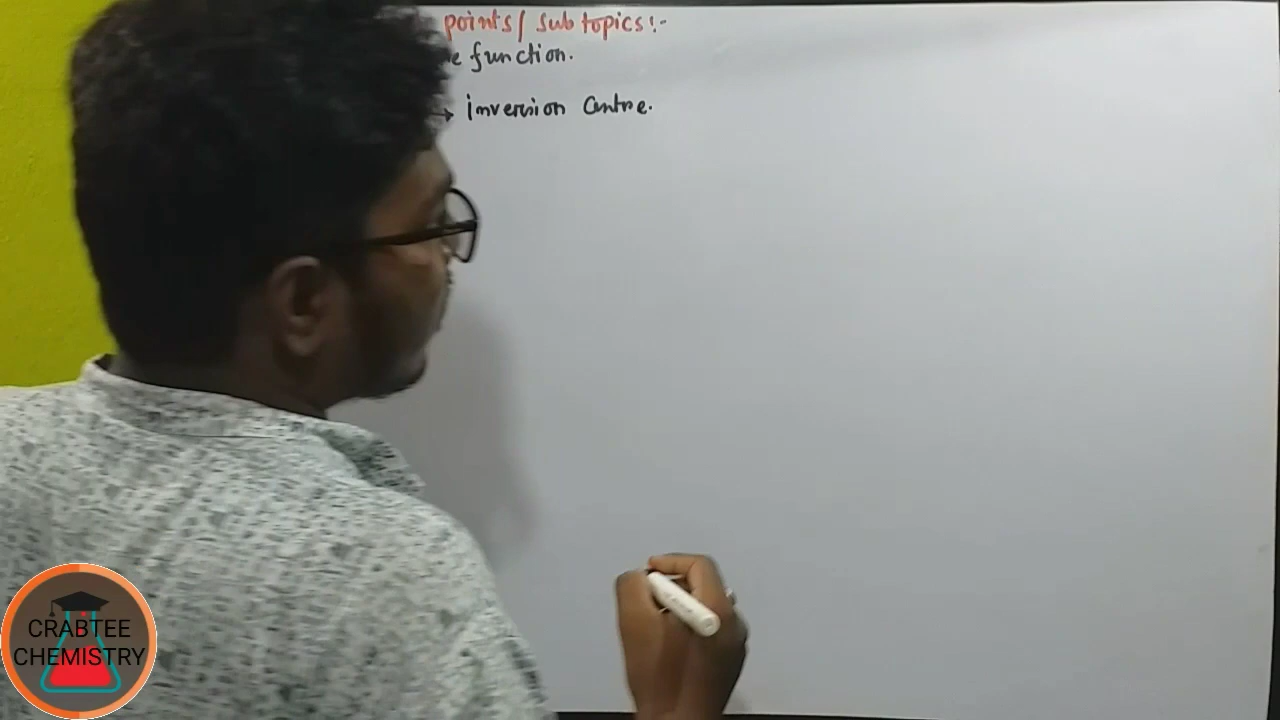 points/ sub topics:-
e function.
→ inversion Centre.
CRABTEE
CHEMISTRY